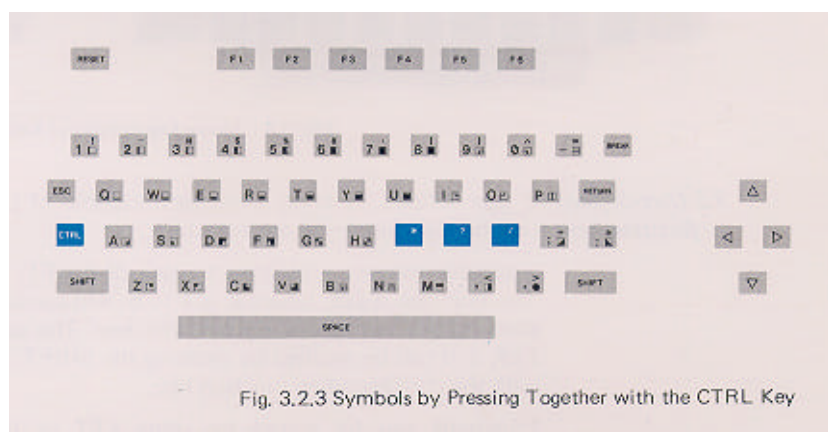 RESET F1 F2 F3 F4 F5 F6
1 ! 2 3 4 $ 5 % 6 & 7 ' 8 9 0 ^ - = BREAK
ESC Q W E R T Y U I O P RETURN
CTRL A S D F G H * ? / ; :
SHIFT Z X C V B N M , < . > SHIFT
SPACE
Fig. 3.2.3 Symbols by Pressing Together with the CTRL Key